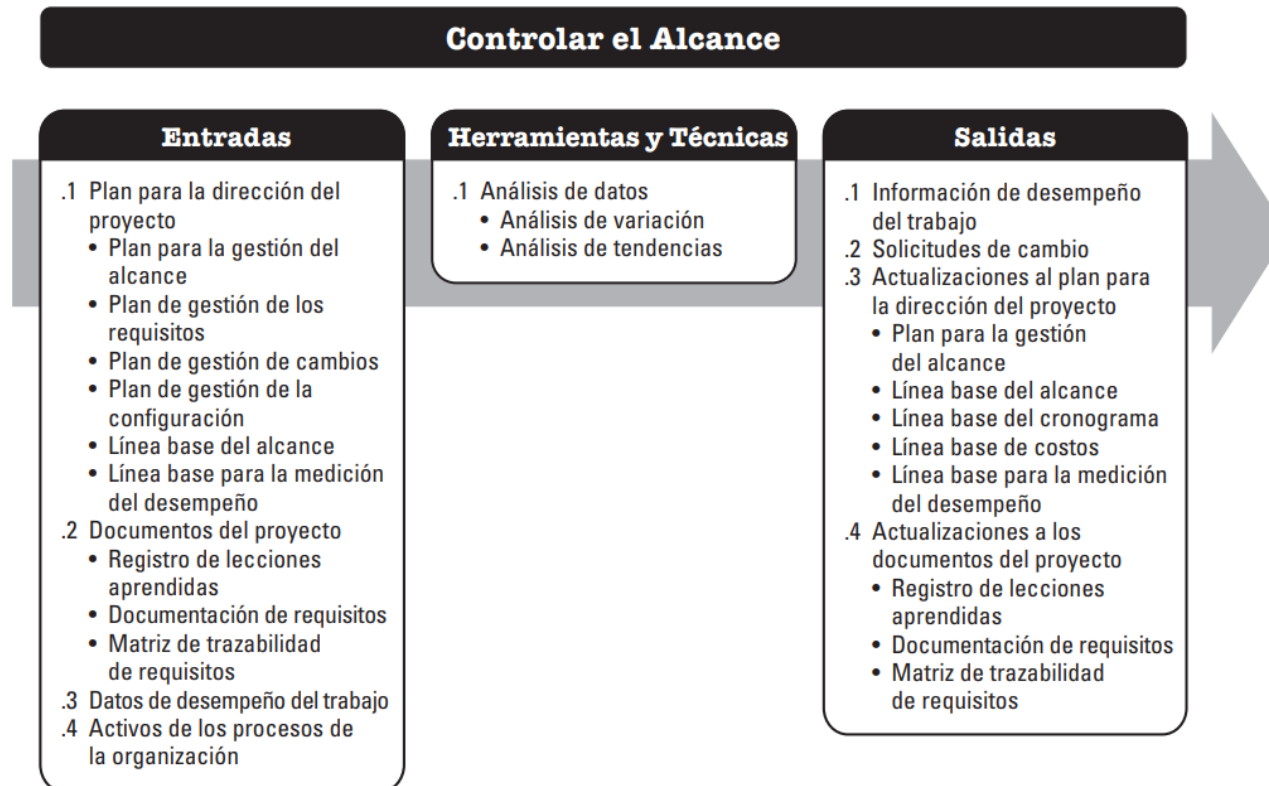 Controlar el Alcance
Entradas
.1 Plan para la dirección del
proyecto
• Plan para la gestión del
alcance
• Plan de gestión de los
requisitos
• Plan de gestión de cambios
• Plan de gestión de la
configuración
• Línea base del alcance
• Línea base para la medición
del desempeño
.2 Documentos del proyecto
• Registro de lecciones
aprendidas
• Documentación de requisitos
• Matriz de trazabilidad
de requisitos
.3 Datos de desempeño del trabajo
.4 Activos de los procesos de
la organización
Herramientas y Técnicas
.1 Análisis de datos
• Análisis de variación
• Análisis de tendencias
Salidas
.1 Información de desempeño
del trabajo
.2 Solicitudes de cambio
.3 Actualizaciones al plan para
la dirección del proyecto
• Plan para la gestión
del alcance
• Línea base del alcance
• Línea base del cronograma
• Línea base de costos
• Línea base para la medición
del desempeño
.4 Actualizaciones a los
documentos del proyecto
• Registro de lecciones
aprendidas
• Documentación de requisitos
• Matriz de trazabilidad
de requisitos